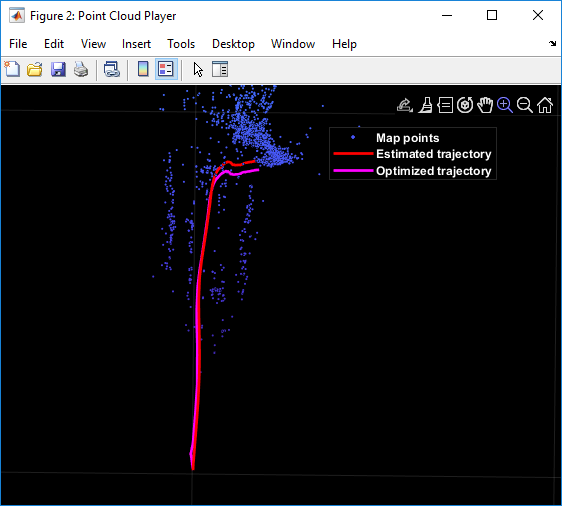 Figure 2: Point Cloud Player
File Edit View Insert Tools Desktop Window Help
Map points
Estimated trajectory
Optimized trajectory